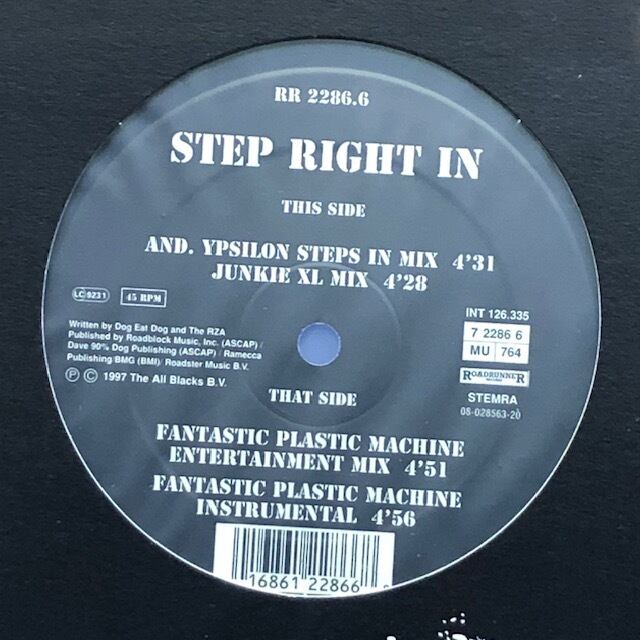 RR 2286.6
STEP RIGHT IN
THIS SIDE
AND. YPSILON STEPS IN MIX 4'31
JUNKIE XL MIX 4'28
LC 9231
45 RPM
Written by Dog Eat Dog and The RZA
Published by Roadblock Music, Inc. (ASCAP) /
Dave 90% Dog Publishing (ASCAP) / Ramecca
Publishing/BMG (BMI) / Roadster Music B.V.
℗ © 1997 The All Blacks B.V.
INT 126.335
7 2286 6
MU 764
ROADRUNNER
STEMRA
08-028563-20
THAT SIDE
FANTASTIC PLASTIC MACHINE
ENTERTAINMENT MIX 4'51
FANTASTIC PLASTIC MACHINE
INSTRUMENTAL 4'56
16861 22866